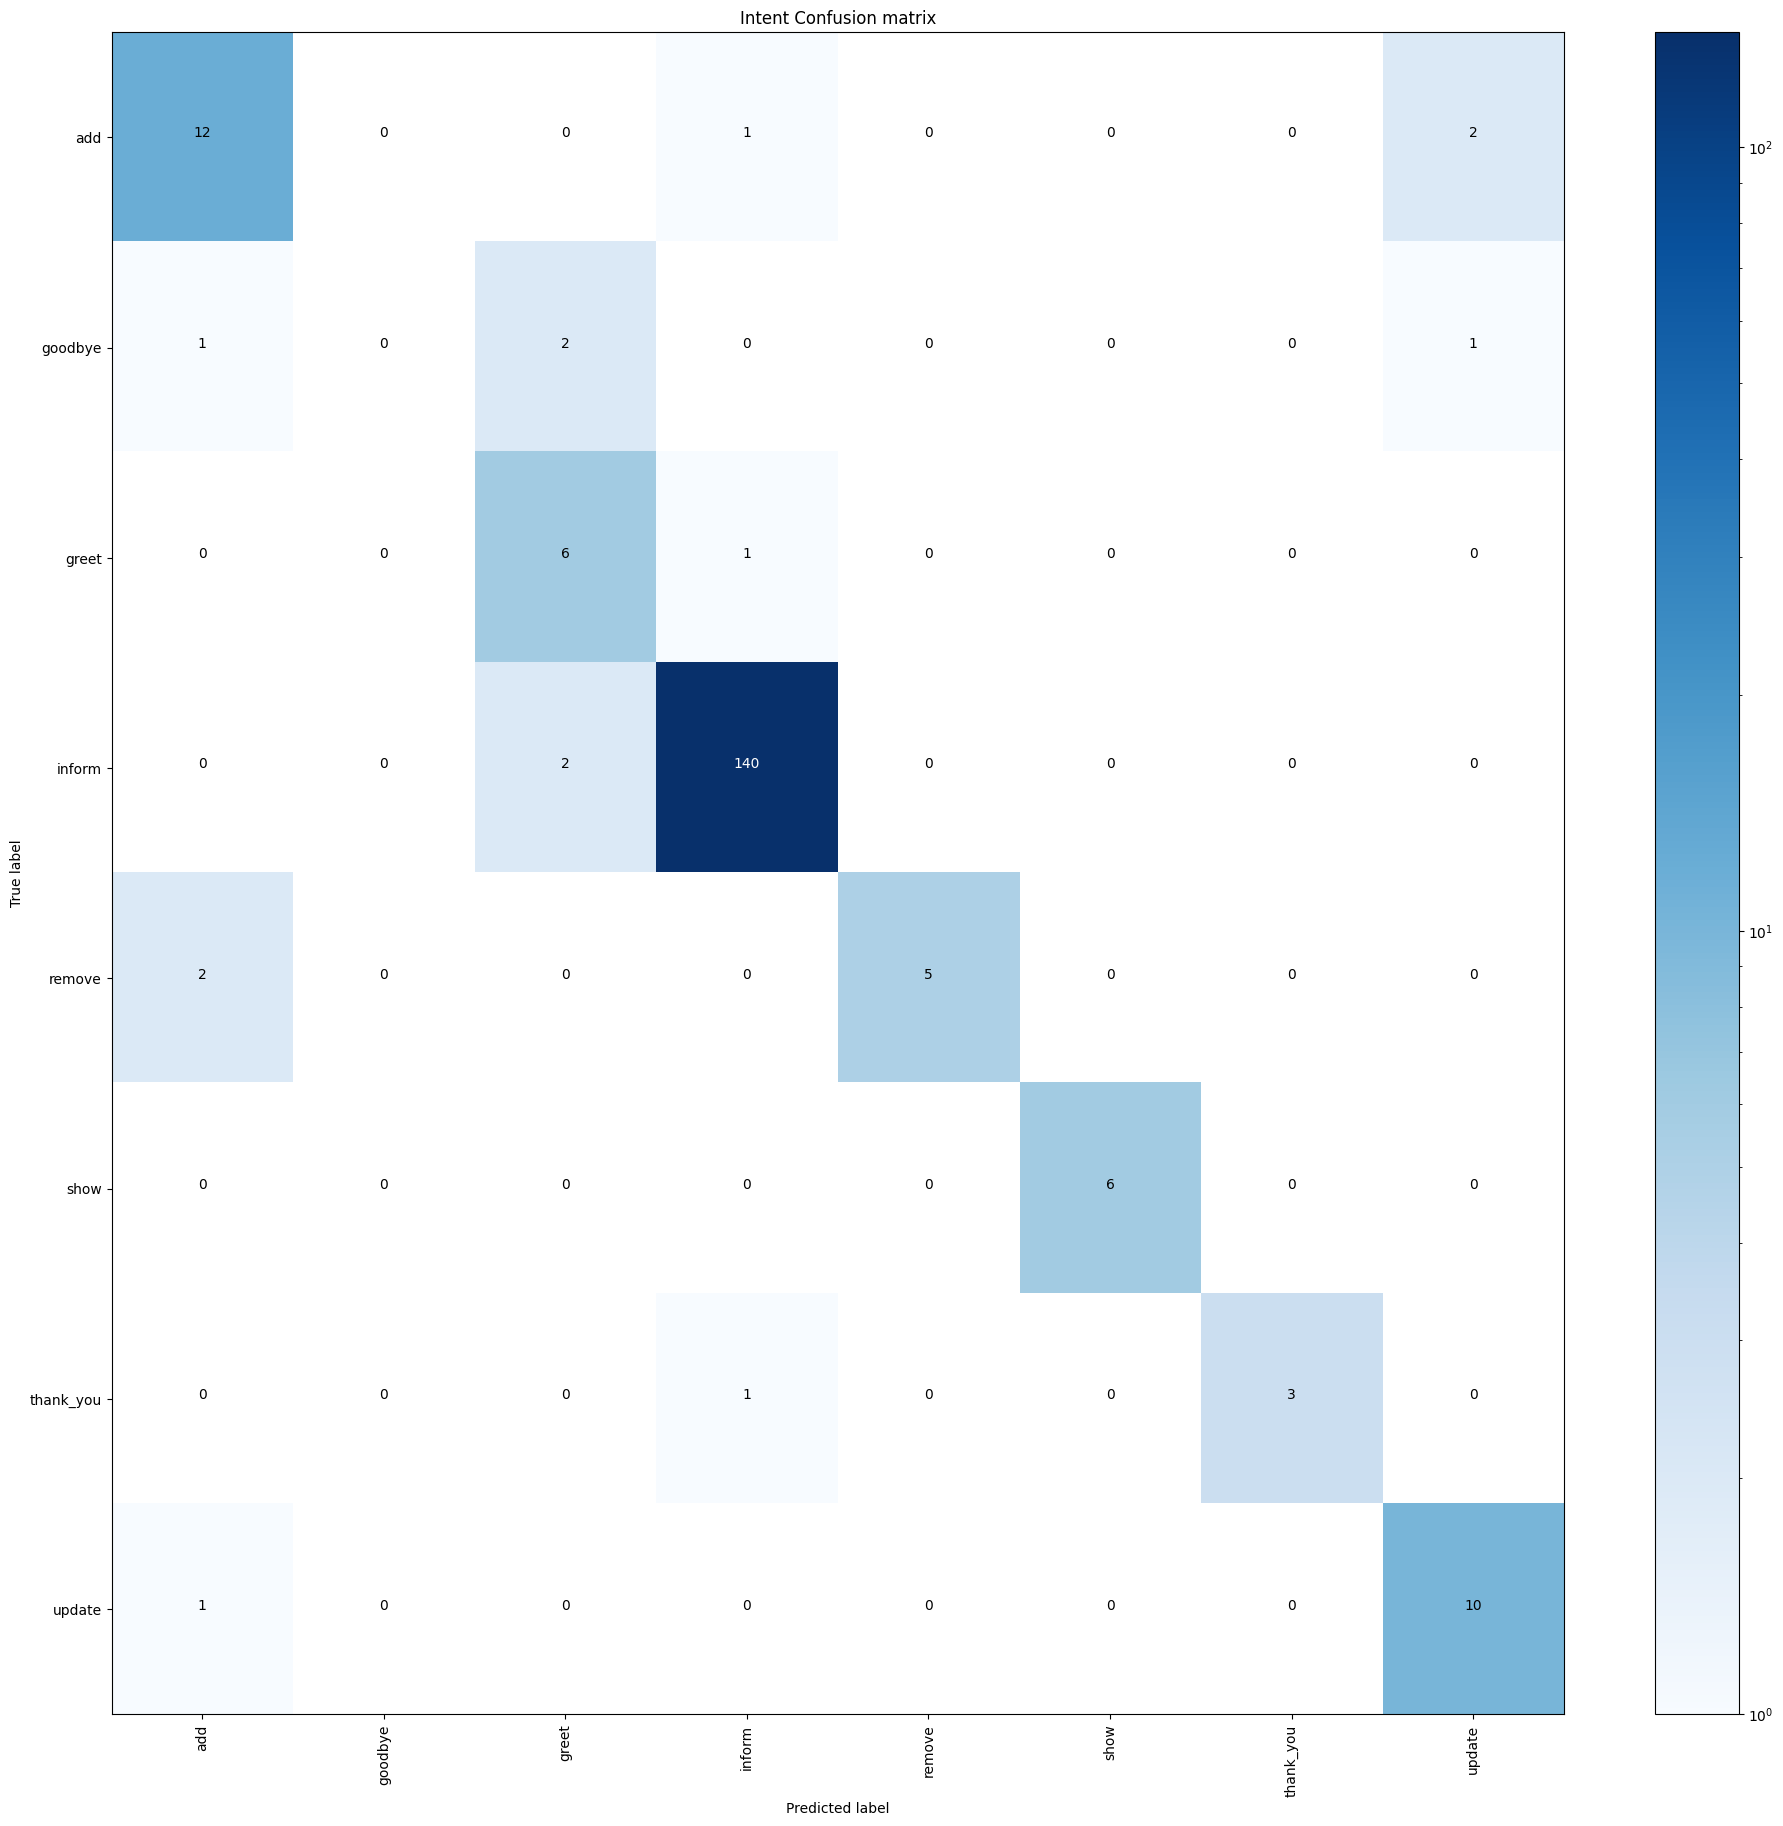 Intent Confusion matrix
add 12 0 0 1 0 0 0 2
goodbye 1 0 2 0 0 0 0 1
greet 0 0 6 1 0 0 0 0
inform 0 0 2 140 0 0 0 0
remove 2 0 0 0 5 0 0 0
show 0 0 0 0 0 6 0 0
thank_you 0 0 0 1 0 0 3 0
update 1 0 0 0 0 0 0 10
True label
add goodbye greet inform remove show thank_you update
Predicted label
10²
10¹
10⁰